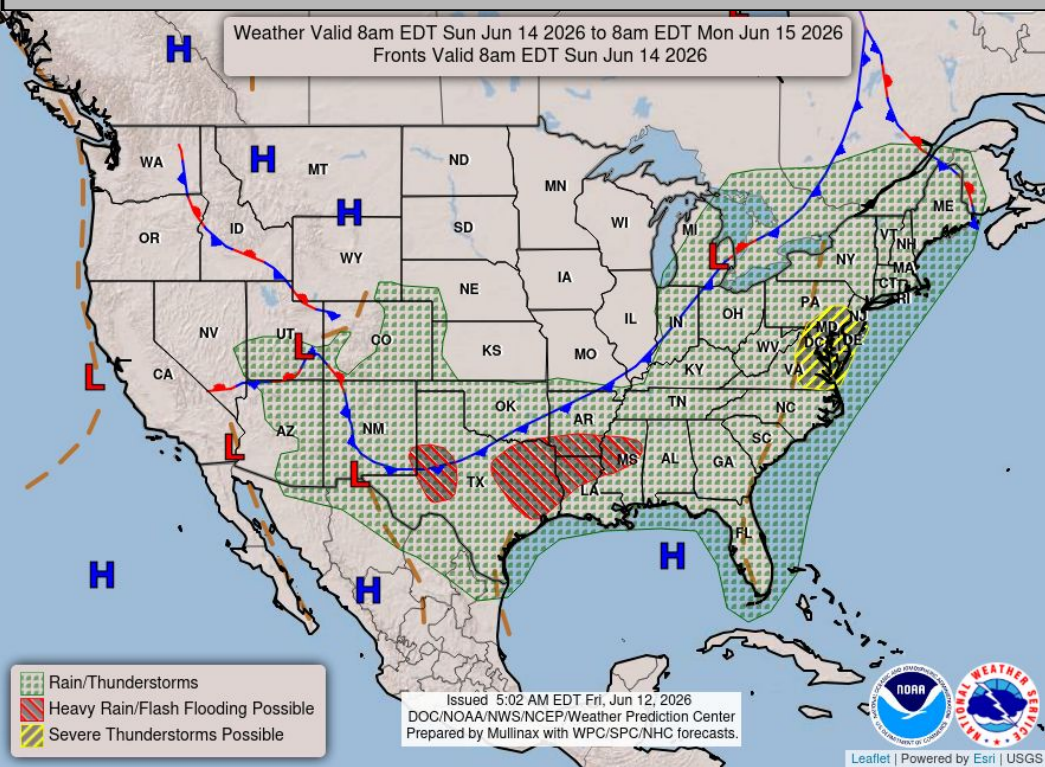 Weather Valid 8am EDT Sun Jun 14 2026 to 8am EDT Mon Jun 15 2026
Fronts Valid 8am EDT Sun Jun 14 2026
H
WA
H
MT
ND
MN
H
ID
OR
SD
WI
MI
ME
VT
NH
L
NY
MA
CT
RI
WY
IA
NE
PA
NJ
OH
IN
IL
MD
DE
DC
NV
UT
CO
L
KS
MO
WV
VA
CA
L
KY
TN
NC
OK
AR
SC
AZ
NM
L
MS
AL
GA
L
TX
LA
FL
H
H
H
Rain/Thunderstorms
Heavy Rain/Flash Flooding Possible
Severe Thunderstorms Possible
Issued 5:02 AM EDT Fri, Jun 12, 2026
DOC/NOAA/NWS/NCEP/Weather Prediction Center
Prepared by Mullinax with WPC/SPC/NHC forecasts.
NOAA
NATIONAL WEATHER SERVICE
Leaflet | Powered by Esri | USGS